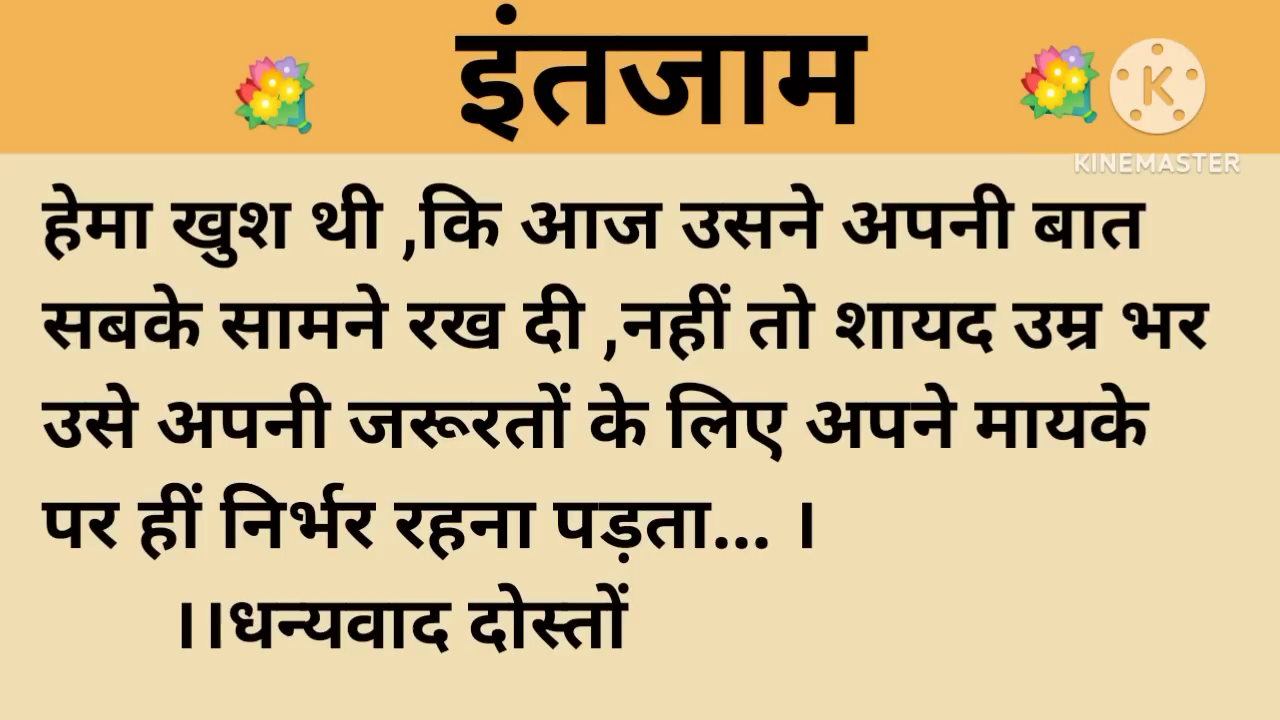 इंतजाम
K
KINEMASTER
हेमा खुश थी ,कि आज उसने अपनी बात
सबके सामने रख दी ,नहीं तो शायद उम्र भर
उसे अपनी जरूरतों के लिए अपने मायके
पर हीं निर्भर रहना पड़ता... ।
।।धन्यवाद दोस्तों